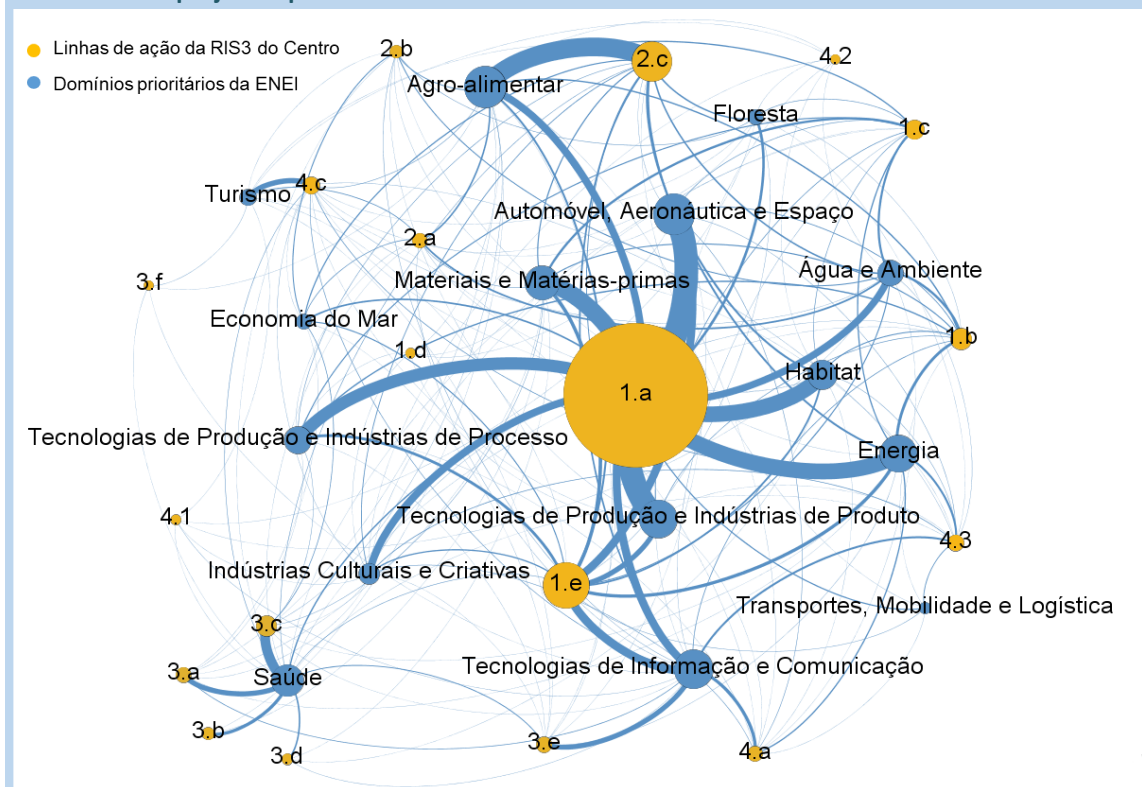 Linhas de ação da RIS3 do Centro
Domínios prioritários da ENEI
2.b
2.c
4.2
Agro-alimentar
Floresta
1.c
4.c
Turismo
Automóvel, Aeronáutica e Espaço
2.a
Materiais e Matérias-primas
Água e Ambiente
3.f
Economia do Mar
1.b
1.d
Habitat
1.a
Tecnologias de Produção e Indústrias de Processo
Energia
4.1
Tecnologias de Produção e Indústrias de Produto
4.3
Indústrias Culturais e Criativas
1.e
Transportes, Mobilidade e Logística
3.c
3.a
Saúde
Tecnologias de Informação e Comunicação
3.b
3.d
3.e
4.a